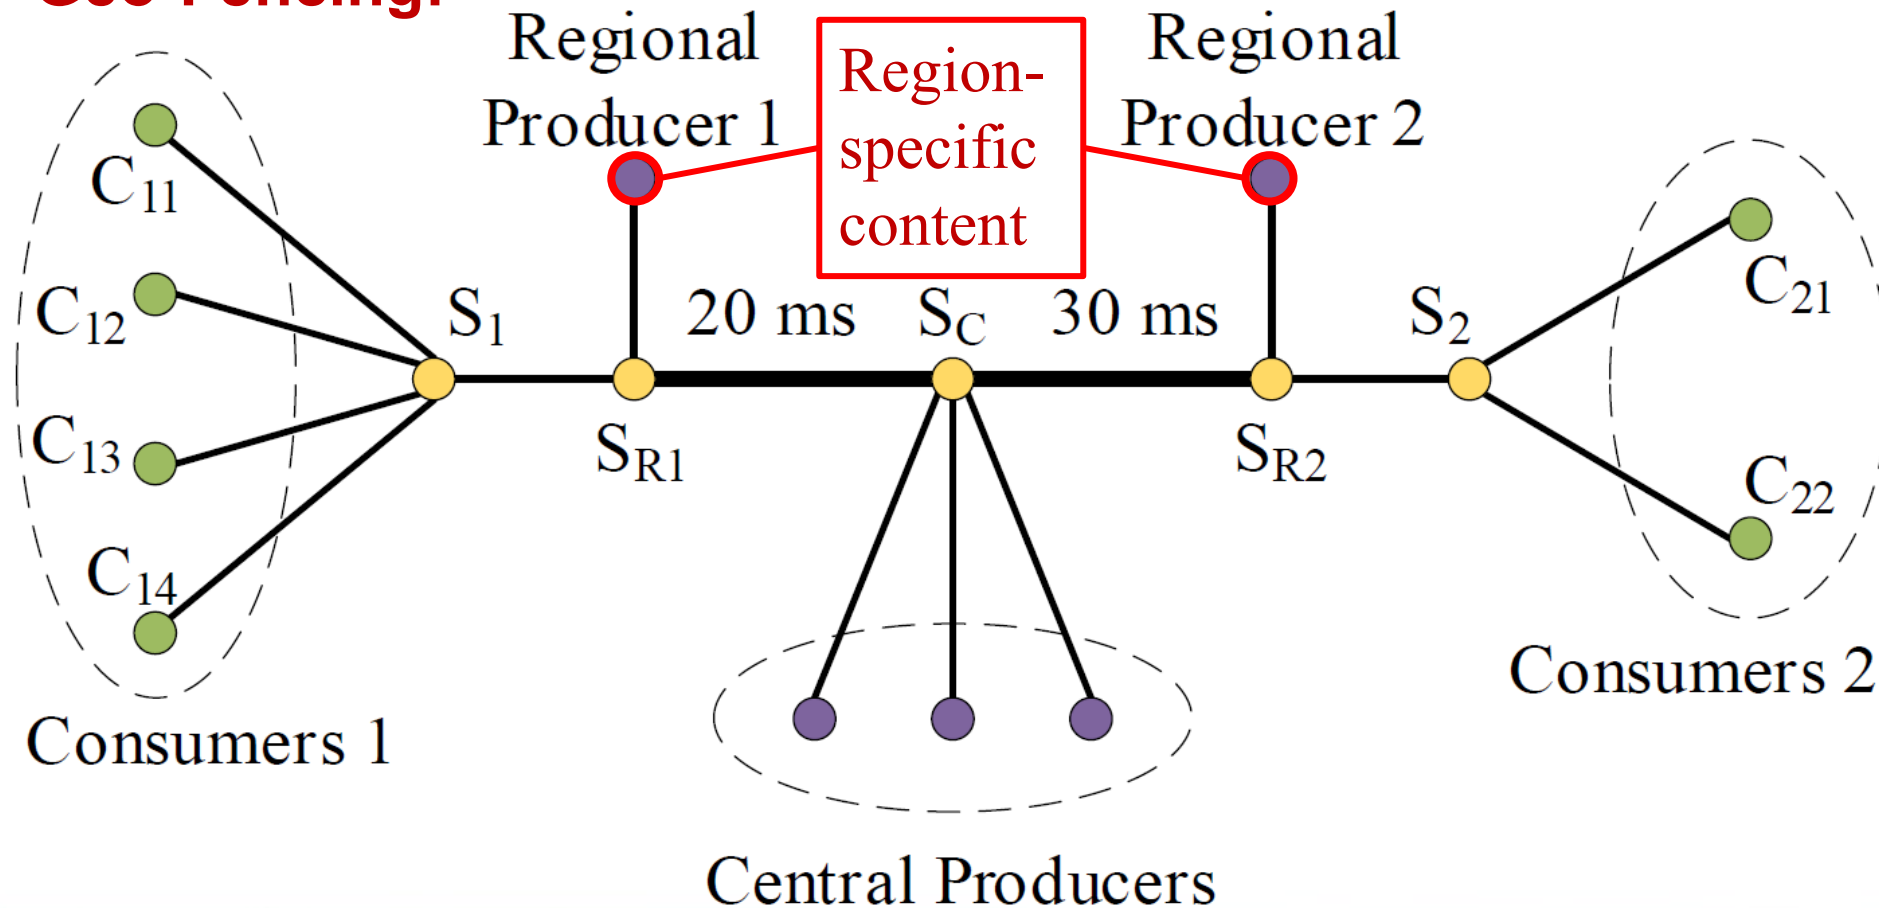 Regional
Producer 1
Region-
specific
content
Regional
Producer 2
C11
C12
C13
C14
S1
SR1
20 ms
SC
30 ms
SR2
S2
C21
C22
Consumers 1
Consumers 2
Central Producers